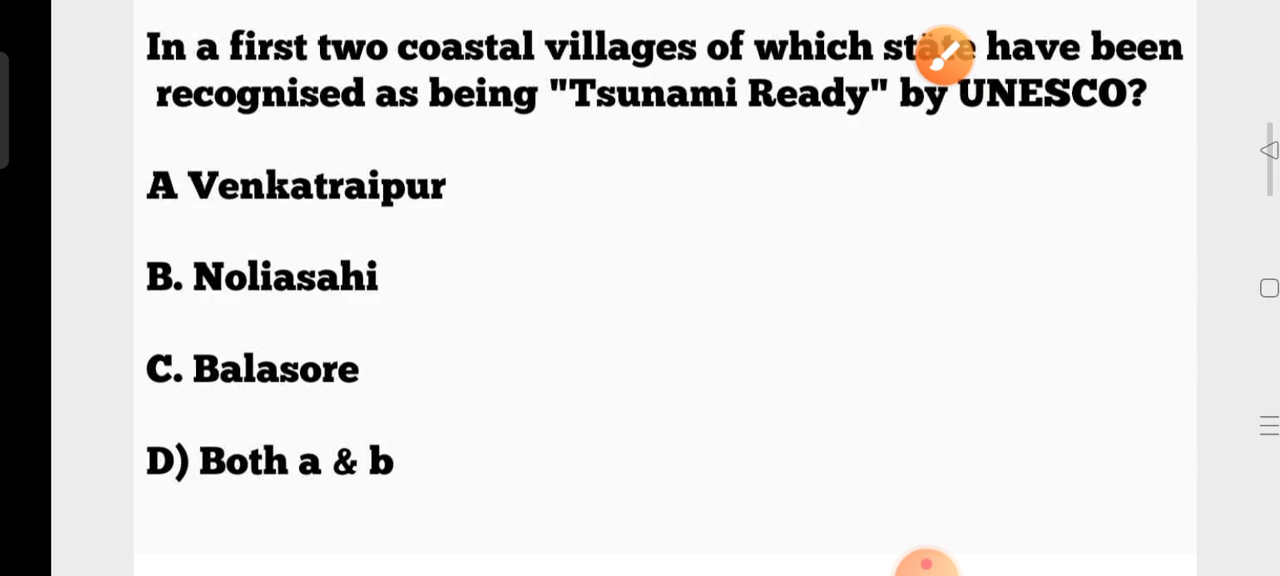 In a first two coastal villages of which state have been
recognised as being "Tsunami Ready" by UNESCO?
A Venkatraipur
B. Noliasahi
C. Balasore
D) Both a & b